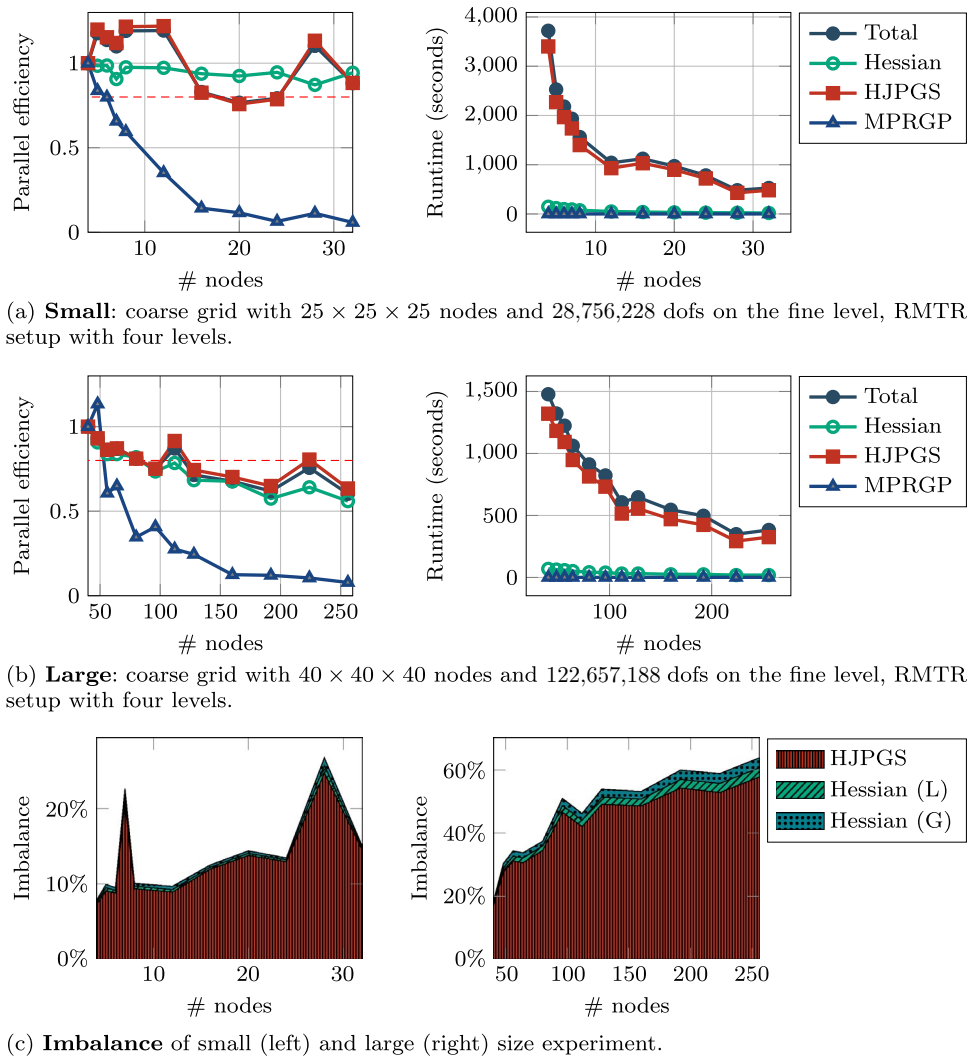 Parallel efficiency
1
0.5
0
10
20
30
# nodes
Runtime (seconds)
4,000
3,000
2,000
1,000
0
10
20
30
# nodes
Total
Hessian
HJPGS
MPRGP
(a) Small: coarse grid with 25 × 25 × 25 nodes and 28,756,228 dofs on the fine level, RMTR
setup with four levels.
Parallel efficiency
1
0.5
0
50
100
150
200
250
# nodes
Runtime (seconds)
1,500
1,000
500
0
100
200
# nodes
Total
Hessian
HJPGS
MPRGP
(b) Large: coarse grid with 40 × 40 × 40 nodes and 122,657,188 dofs on the fine level, RMTR
setup with four levels.
Imbalance
20%
10%
0%
10
20
30
# nodes
Imbalance
60%
40%
20%
0%
50
100
150
200
250
# nodes
HJPGS
Hessian (L)
Hessian (G)
(c) Imbalance of small (left) and large (right) size experiment.